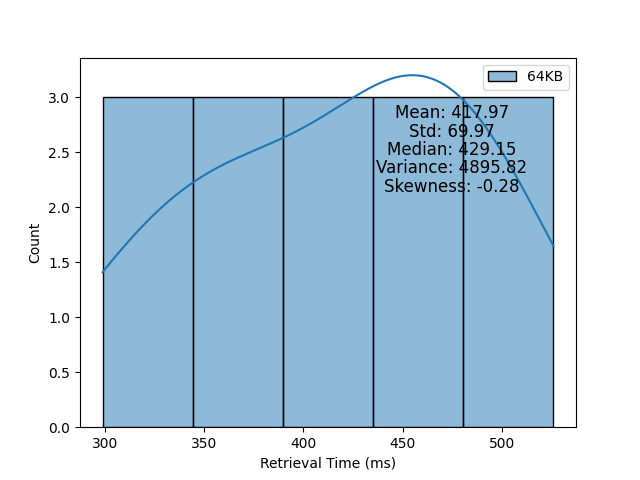 64KB
Mean: 417.97
Std: 69.97
Median: 429.15
Variance: 4895.82
Skewness: -0.28
3.0
2.5
2.0
1.5
1.0
0.5
0.0
Count
300 350 400 450 500
Retrieval Time (ms)